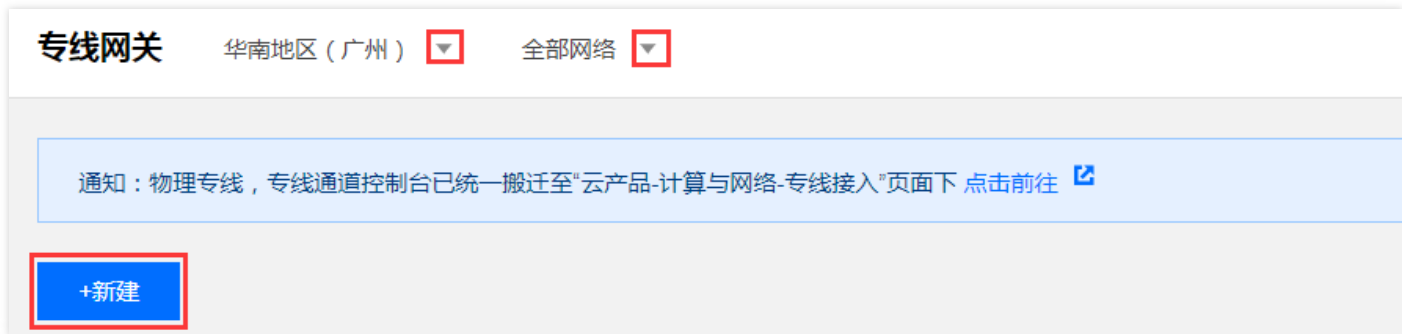 专线网关 华南地区（广州） 全部网络
通知：物理专线，专线通道控制台已统一搬迁至“云产品-计算与网络-专线接入”页面下 点击前往
+新建